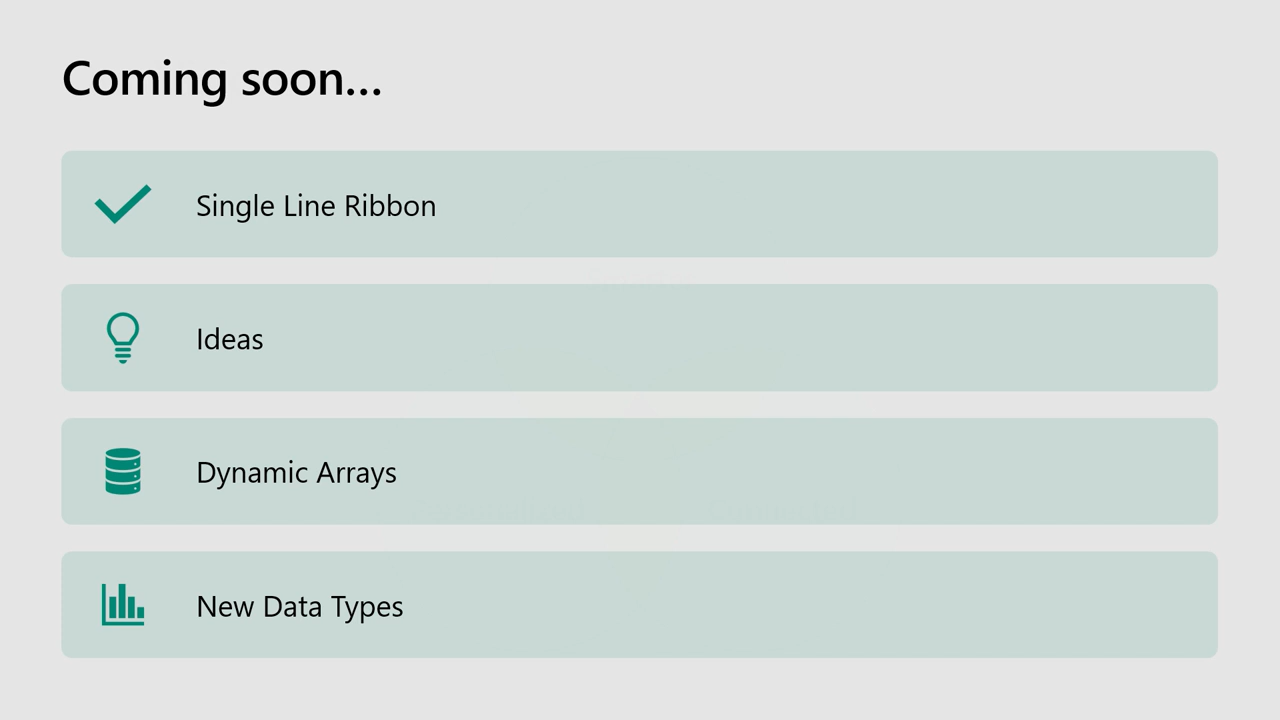 Coming soon...
Single Line Ribbon
Ideas
Dynamic Arrays
New Data Types